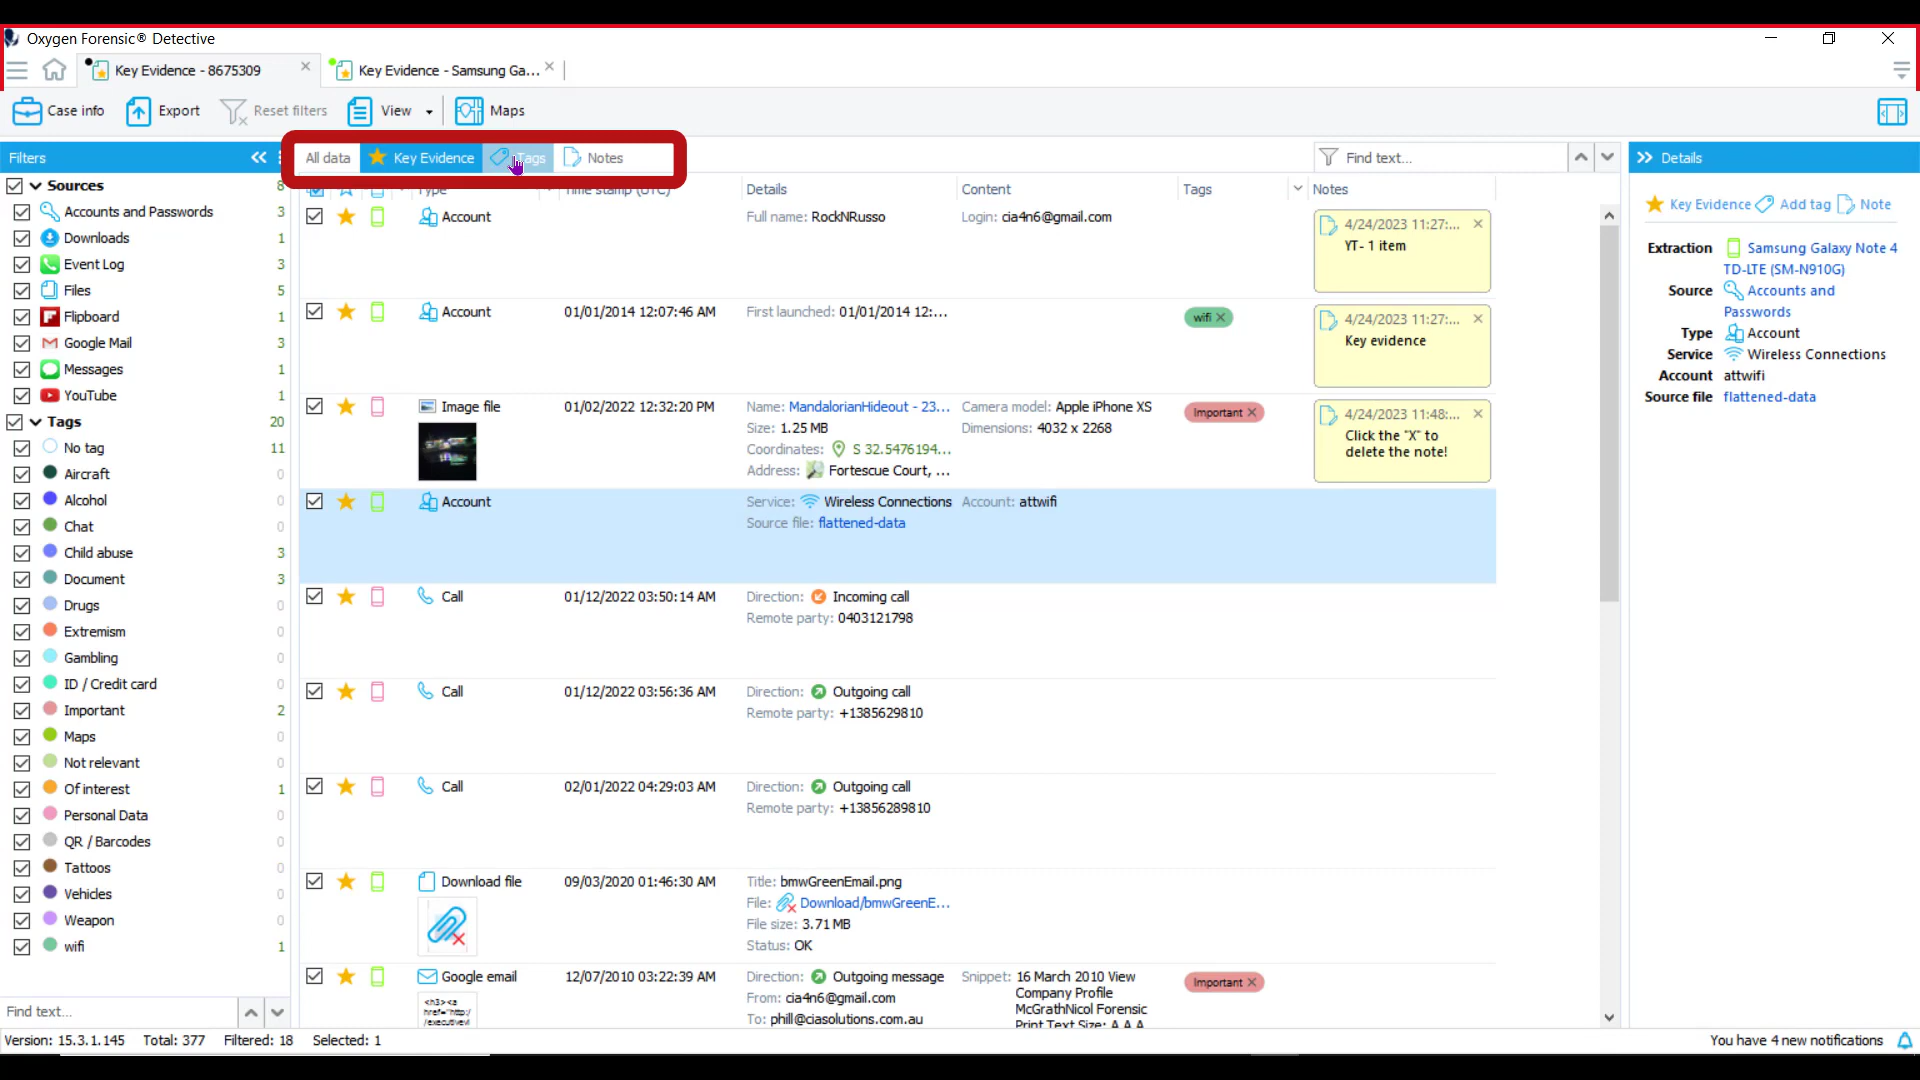 Oxygen Forensic® Detective
Key Evidence - 8675309
Key Evidence - Samsung Ga...
Case info
Export
Reset filters
View
Maps
Filters
All data
Key Evidence
Tags
Notes
Find text...
Details
Sources 8
Accounts and Passwords 3
Downloads 1
Event Log 3
Files 5
Flipboard 1
Google Mail 3
Messages 1
YouTube 1
Tags 20
No tag 11
Aircraft 0
Alcohol 0
Chat 0
Child abuse 3
Document 3
Drugs 0
Extremism 0
Gambling 0
ID / Credit card 0
Important 2
Maps 0
Not relevant 0
Of interest 1
Personal Data 0
QR / Barcodes 0
Tattoos 0
Vehicles 0
Weapon 0
wifi 1
Find text...
Type
Time stamp (UTC)
Details
Content
Tags
Notes
Account
Full name: RockNRusso
Login: cia4n6@gmail.com
4/24/2023 11:27:...
YT- 1 item
Account
01/01/2014 12:07:46 AM
First launched: 01/01/2014 12:...
wifi
4/24/2023 11:27:...
Key evidence
Image file
01/02/2022 12:32:20 PM
Name: MandalorianHideout - 23...
Size: 1.25 MB
Coordinates: S 32.5476194...
Address: Fortescue Court, ...
Camera model: Apple iPhone XS
Dimensions: 4032 x 2268
Important
4/24/2023 11:48:...
Click the "X" to
delete the note!
Account
Service: Wireless Connections
Source file: flattened-data
Account: attwifi
Call
01/12/2022 03:50:14 AM
Direction: Incoming call
Remote party: 0403121798
Call
01/12/2022 03:56:36 AM
Direction: Outgoing call
Remote party: +1385629810
Call
02/01/2022 04:29:03 AM
Direction: Outgoing call
Remote party: +13856289810
Download file
09/03/2020 01:46:30 AM
Title: bmwGreenEmail.png
File: Download/bmwGreenE...
File size: 3.71 MB
Status: OK
Google email
<h3><a
href="http:/
/executivevi
12/07/2010 03:22:39 AM
Direction: Outgoing message
From: cia4n6@gmail.com
To: phill@ciasolutions.com.au
Snippet: 16 March 2010 View
Company Profile
McGrathNicol Forensic
Print Text Size: A A A
Important
Key Evidence
Add tag
Note
Extraction Samsung Galaxy Note 4
TD-LTE (SM-N910G)
Source Accounts and
Passwords
Type Account
Service Wireless Connections
Account attwifi
Source file flattened-data
Version: 15.3.1.145 Total: 377 Filtered: 18 Selected: 1
You have 4 new notifications